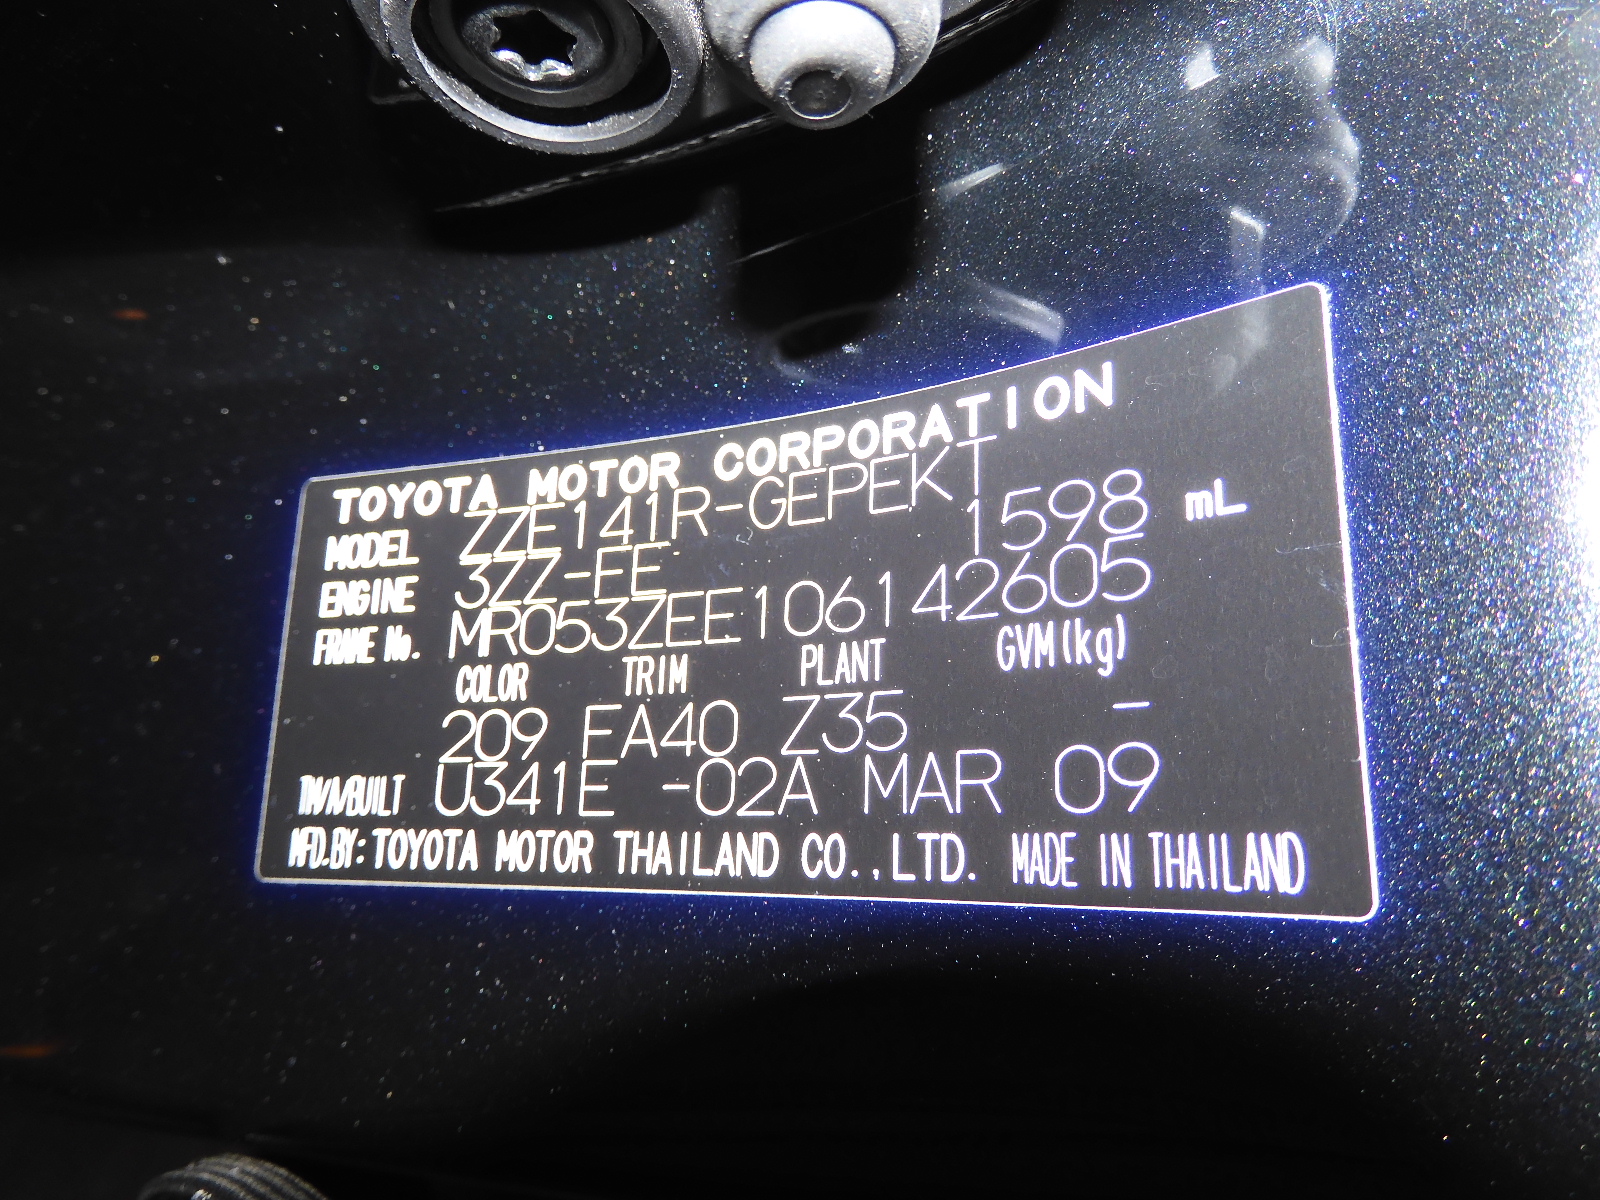 TOYOTA MOTOR CORPORATION
MODEL ZZE141R-GEPEKT
ENGINE 3ZZ-FE 1598 mL
FRAME No. MR053ZEE106142605
COLOR TRIM PLANT GVM(kg)
209 FA40 Z35 –
T/M/A/BUILT U341E -02A MAR 09
MFD.BY: TOYOTA MOTOR THAILAND CO.,LTD. MADE IN THAILAND